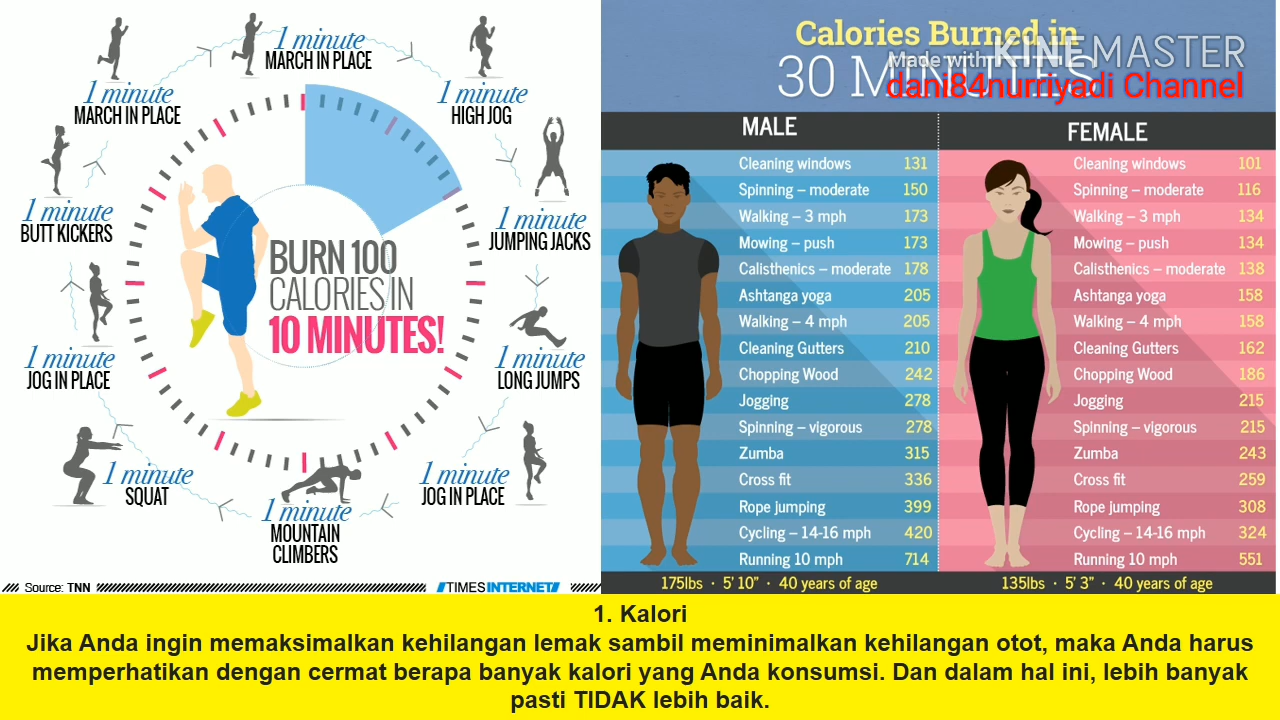 1 minute
MARCH IN PLACE
1 minute
HIGH JOG
1 minute
JUMPING JACKS
1 minute
LONG JUMPS
1 minute
JOG IN PLACE
1 minute
MOUNTAIN
CLIMBERS
1 minute
SQUAT
1 minute
JOG IN PLACE
1 minute
BUTT KICKERS
1 minute
MARCH IN PLACE
BURN 100
CALORIES IN
10 MINUTES!
Source: TNN
TIMES INTERNET
Calories Burned in
30 MINUTES
Made with KINEMASTER
dani84nurriyadi Channel
MALE
Cleaning windows 131
Spinning – moderate 150
Walking – 3 mph 173
Mowing – push 173
Calisthenics – moderate 178
Ashtanga yoga 205
Walking – 4 mph 205
Cleaning Gutters 210
Chopping Wood 242
Jogging 278
Spinning – vigorous 278
Zumba 315
Cross fit 336
Rope jumping 399
Cycling – 14-16 mph 420
Running 10 mph 714
175lbs · 5' 10" · 40 years of age
FEMALE
Cleaning windows 101
Spinning – moderate 116
Walking – 3 mph 134
Mowing – push 134
Calisthenics – moderate 138
Ashtanga yoga 158
Walking – 4 mph 158
Cleaning Gutters 162
Chopping Wood 186
Jogging 215
Spinning – vigorous 215
Zumba 243
Cross fit 259
Rope jumping 308
Cycling – 14-16 mph 324
Running 10 mph 551
135lbs · 5' 3" · 40 years of age
1. Kalori
Jika Anda ingin memaksimalkan kehilangan lemak sambil meminimalkan kehilangan otot, maka Anda harus
memperhatikan dengan cermat berapa banyak kalori yang Anda konsumsi. Dan dalam hal ini, lebih banyak
pasti TIDAK lebih baik.